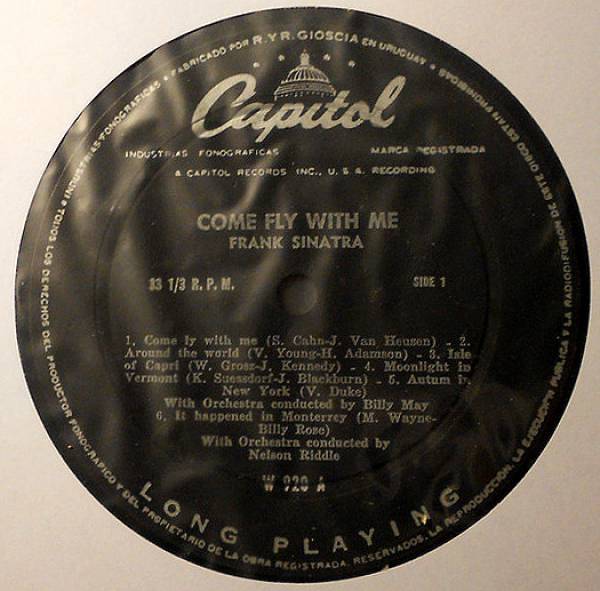 FABRICADO POR R. Y R. GIOSCIA EN URUGUAY
INDUSTRIAS FONOGRAFICAS
TODOS LOS DERECHOS DEL PRODUCTOR FONOGRAFICO Y DEL PROPIETARIO DE LA OBRA REGISTRADA, RESERVADOS. LA REPRODUCCION, LA EJECUCION PUBLICA Y LA RADIODIFUSION DE ESTE DISCO ESTAN PROHIBIDAS
Capitol
INDUSTRIAS FONOGRAFICAS MARCA REGISTRADA
A CAPITOL RECORDS INC., U. S. A. RECORDING
COME FLY WITH ME
FRANK SINATRA
33 1/3 R. P. M. SIDE 1
1. Come ly with me (S. Cahn-J. Van Heusen) - 2.
Around the world (V. Young-H. Adamson) - 3. Isle
of Capri (W. Grosz-J. Kennedy) - 4. Moonlight in
Vermont (K. Suessdorf-J. Blackburn) - 5. Autum in
New York (V. Duke)
With Orchestra conducted by Billy May
6. It happened in Monterrey (M. Wayne-
Billy Rose)
With Orchestra conducted by
Nelson Riddle
W 920 A
LONG PLAYING